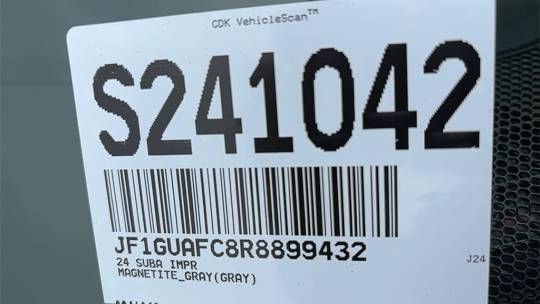 CDK VehicleScan™
S241042
JF1GUAFC8R8899432
24 SUBA IMPR
J24
MAGNETITE_GRAY(GRAY)